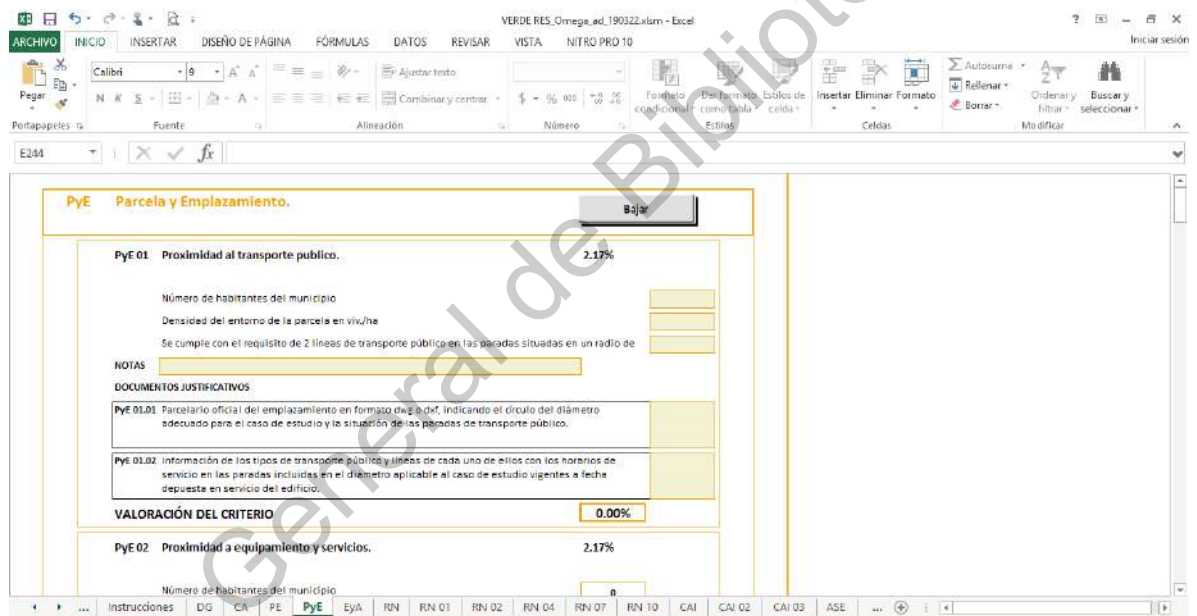 VERDE RES_Omega_ad_190322.xlsm - Excel
ARCHIVO INICIO INSERTAR DISEÑO DE PÁGINA FÓRMULAS DATOS REVISAR VISTA NITRO PRO 10 Iniciar sesión
Calibri 9 Ajustar texto Autosuma
Pegar N K S Combinar y centrar $ % 000 Formato condicional Dar formato como tabla Estilos de celda Insertar Eliminar Formato Rellenar Borrar Ordenar y filtrar Buscar y seleccionar
Portapapeles Fuente Alineación Número Estilos Celdas Modificar
E244 fx
PyE Parcela y Emplazamiento. Bajar
PyE 01 Proximidad al transporte publico. 2.17%
Número de habitantes del municipio
Densidad del entorno de la parcela en viv./ha
Se cumple con el requisito de 2 líneas de transporte público en las paradas situadas en un radio de
NOTAS
DOCUMENTOS JUSTIFICATIVOS
PyE 01.01 Parcelario oficial del emplazamiento en formato dwg o dxf, indicando el círculo del diámetro
adecuado para el caso de estudio y la situación de las paradas de transporte público.
PyE 01.02 Información de los tipos de transporte público y líneas de cada uno de ellos con los horarios de
servicio en las paradas incluidas en el diámetro aplicable al caso de estudio vigentes a fecha
depuesta en servicio del edificio.
VALORACIÓN DEL CRITERIO 0.00%
PyE 02 Proximidad a equipamiento y servicios. 2.17%
Número de habitantes del municipio 0
... Instrucciones DG CA PE PyE EyA RN RN 01 RN 02 RN 04 RN 07 RN 10 CAI CAI 02 CAI 03 ASE ...
General de Bibliot